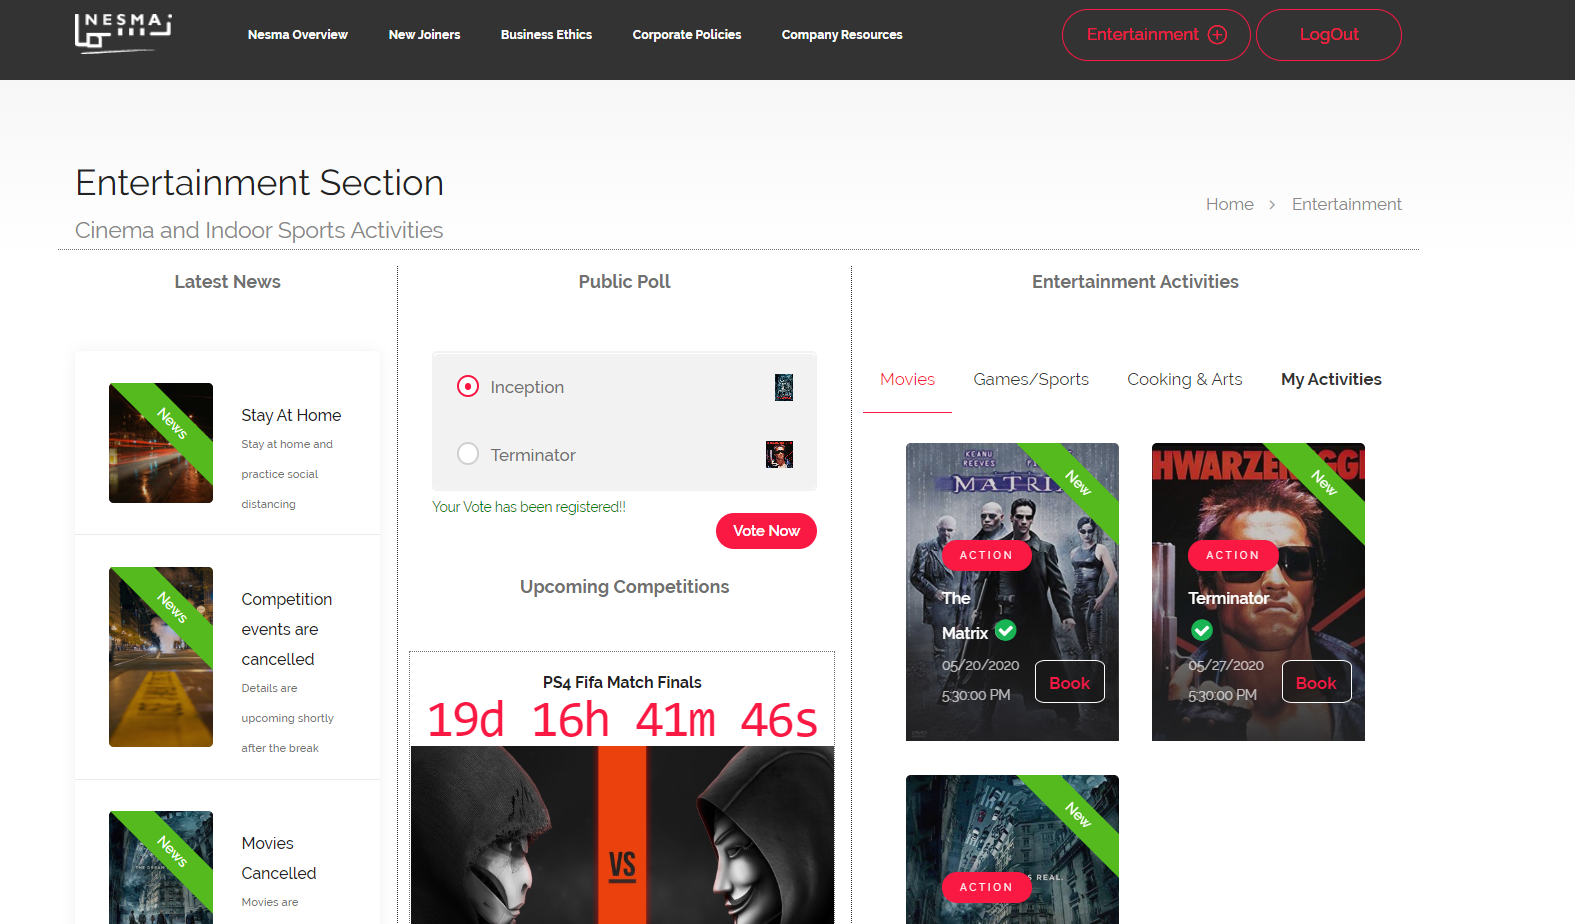 NESMA
Nesma Overview
New Joiners
Business Ethics
Corporate Policies
Company Resources
Entertainment
LogOut
Entertainment Section
Cinema and Indoor Sports Activities
Home
Entertainment
Latest News
News
Stay At Home
Stay at home and
practice social
distancing
News
Competition
events are
cancelled
Details are
upcoming shortly
after the break
News
Movies
Cancelled
Movies are
Public Poll
Inception
Terminator
Your Vote has been registered!!
Vote Now
Upcoming Competitions
PS4 Fifa Match Finals
19d 16h 41m 46s
VS
Entertainment Activities
Movies
Games/Sports
Cooking & Arts
My Activities
KEANU
REEVES
MATRIX
New
ACTION
The
Matrix
05/20/2020
5:30:00 PM
Book
New
ACTION
Terminator
05/27/2020
5:30:00 PM
Book
New
REAL.
ACTION